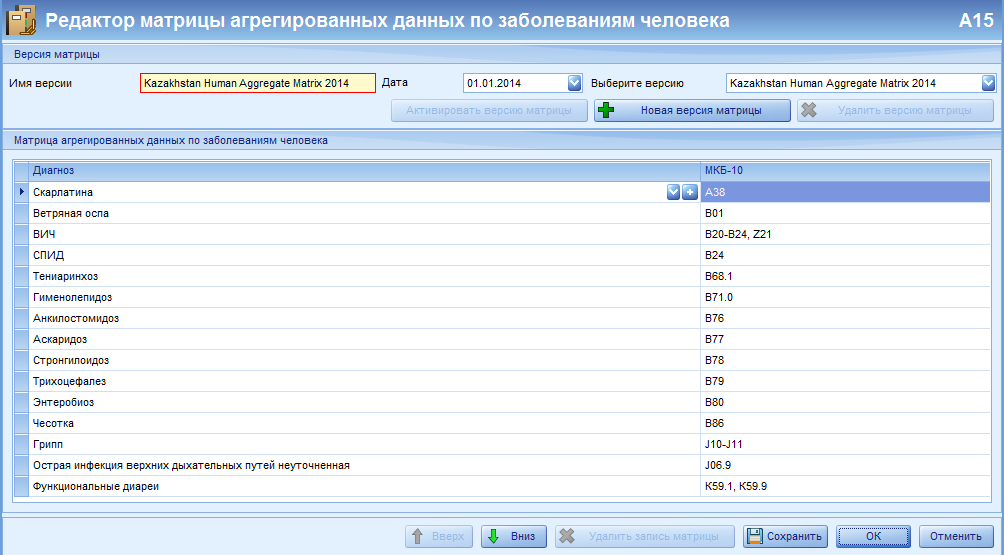 Редактор матрицы агрегированных данных по заболеваниям человека A15
Версия матрицы
Имя версии Kazakhstan Human Aggregate Matrix 2014 Дата 01.01.2014 Выберите версию Kazakhstan Human Aggregate Matrix 2014
Активировать версию матрицы Новая версия матрицы Удалить версию матрицы
Матрица агрегированных данных по заболеваниям человека
Диагноз МКБ-10
Скарлатина A38
Ветряная оспа B01
ВИЧ B20-B24, Z21
СПИД B24
Тениаринхоз B68.1
Гименолепидоз B71.0
Анкилостомидоз B76
Аскаридоз B77
Стронгилоидоз B78
Трихоцефалез B79
Энтеробиоз B80
Чесотка B86
Грипп J10-J11
Острая инфекция верхних дыхательных путей неуточненная J06.9
Функциональные диареи K59.1, K59.9
Вверх Вниз Удалить запись матрицы Сохранить OK Отменить